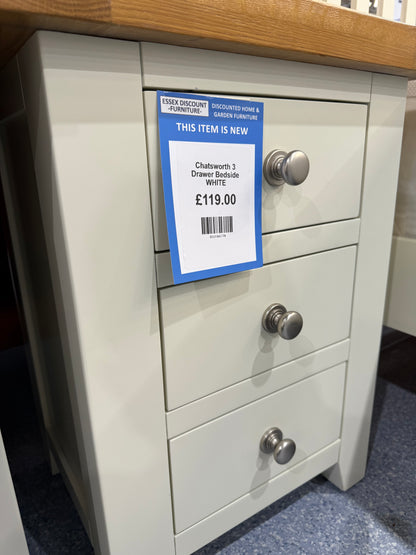 ESSEX DISCOUNT
-FURNITURE-
DISCOUNTED HOME &
GARDEN FURNITURE
THIS ITEM IS NEW
Chatsworth 3
Drawer Bedside
WHITE
£119.00